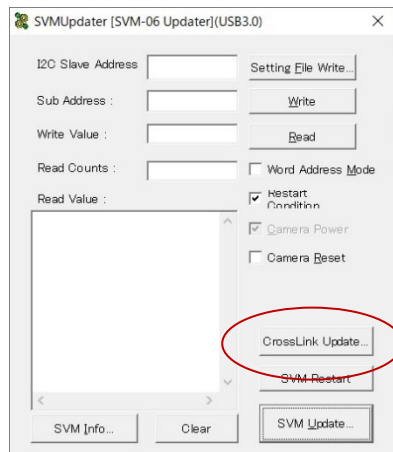 SVMUpdater [SVM-06 Updater](USB3.0)
I2C Slave Address
Setting File Write...
Sub Address :
Write
Write Value :
Read
Read Counts :
Word Address Mode
Read Value :
Restart
Condition
Camera Power
Camera Reset
CrossLink Update...
SVM Restart
SVM Info...
Clear
SVM Update...